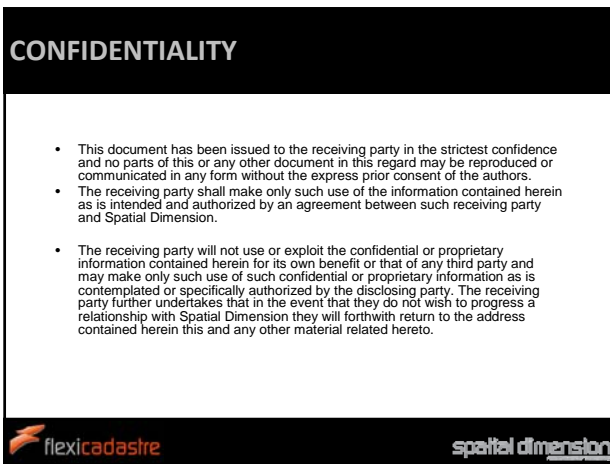 CONFIDENTIALITY
• This document has been issued to the receiving party in the strictest confidence
and no parts of this or any other document in this regard may be reproduced or
communicated in any form without the express prior consent of the authors.
• The receiving party shall make only such use of the information contained herein
as is intended and authorized by an agreement between such receiving party
and Spatial Dimension.
• The receiving party will not use or exploit the confidential or proprietary
information contained herein for its own benefit or that of any third party and
may make only such use of such confidential or proprietary information as is
contemplated or specifically authorized by the disclosing party. The receiving
party further undertakes that in the event that they do not wish to progress a
relationship with Spatial Dimension they will forthwith return to the address
contained herein this and any other material related hereto.
flexicadastre
spatial dimension